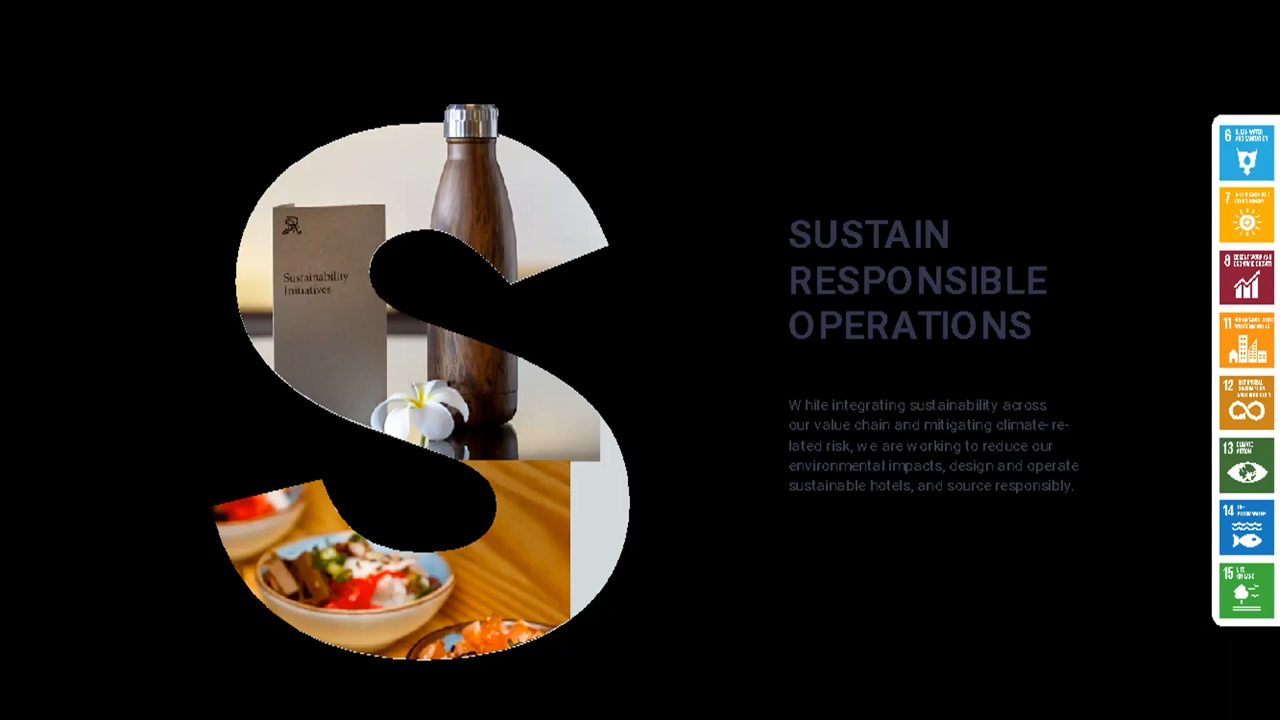 Sustainability
Initiatives
SUSTAIN
RESPONSIBLE
OPERATIONS
While integrating sustainability across
our value chain and mitigating climate-re-
lated risk, we are working to reduce our
environmental impacts, design and operate
sustainable hotels, and source responsibly.
6
7
8
11
12
13
14
15